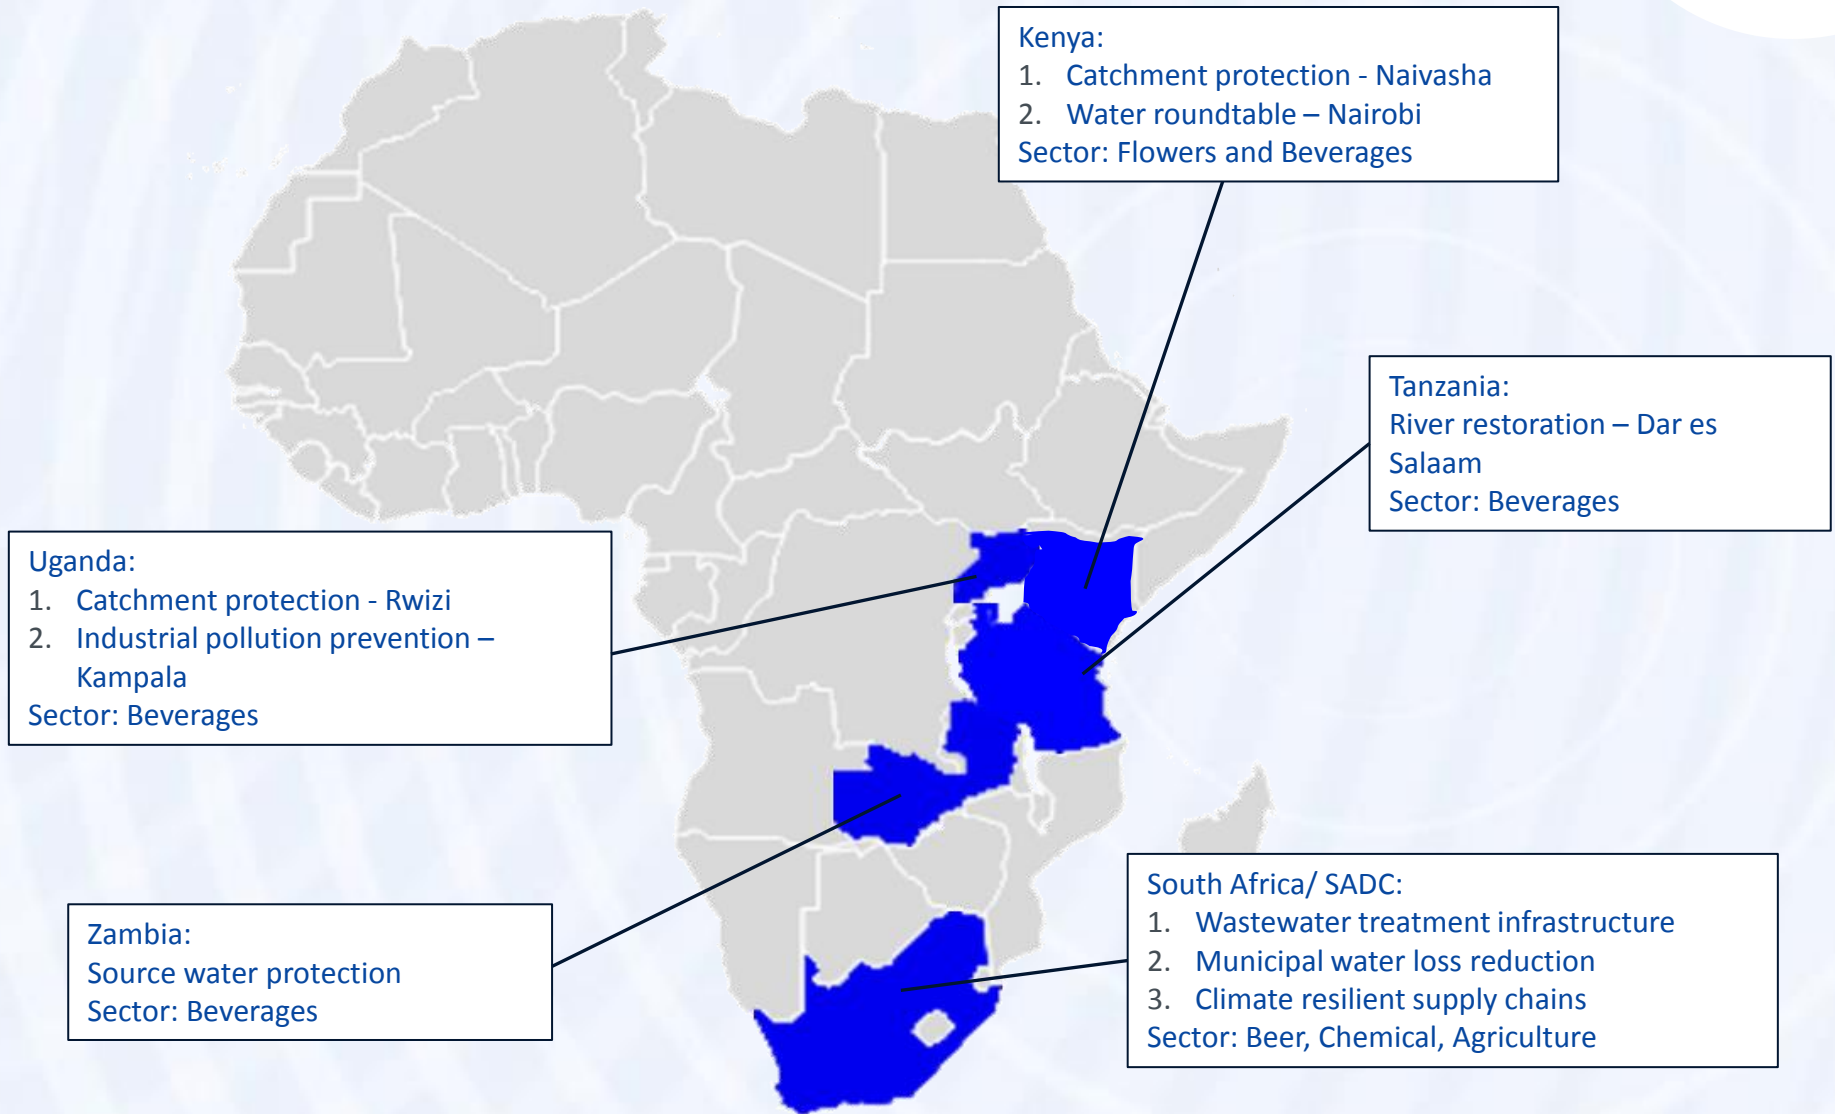 Kenya:
1. Catchment protection - Naivasha
2. Water roundtable – Nairobi
Sector: Flowers and Beverages
Tanzania:
River restoration – Dar es
Salaam
Sector: Beverages
Uganda:
1. Catchment protection - Rwizi
2. Industrial pollution prevention –
Kampala
Sector: Beverages
Zambia:
Source water protection
Sector: Beverages
South Africa/ SADC:
1. Wastewater treatment infrastructure
2. Municipal water loss reduction
3. Climate resilient supply chains
Sector: Beer, Chemical, Agriculture